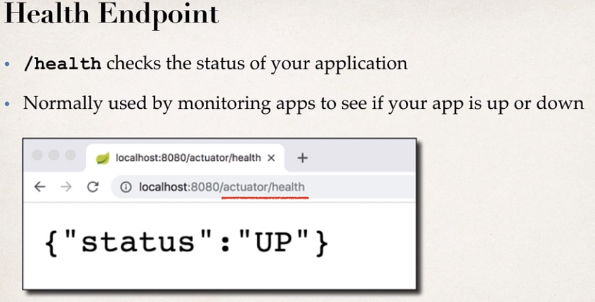 Health Endpoint
• /health checks the status of your application
• Normally used by monitoring apps to see if your app is up or down
localhost:8080/actuator/health × +
localhost:8080/actuator/health
{"status":"UP"}